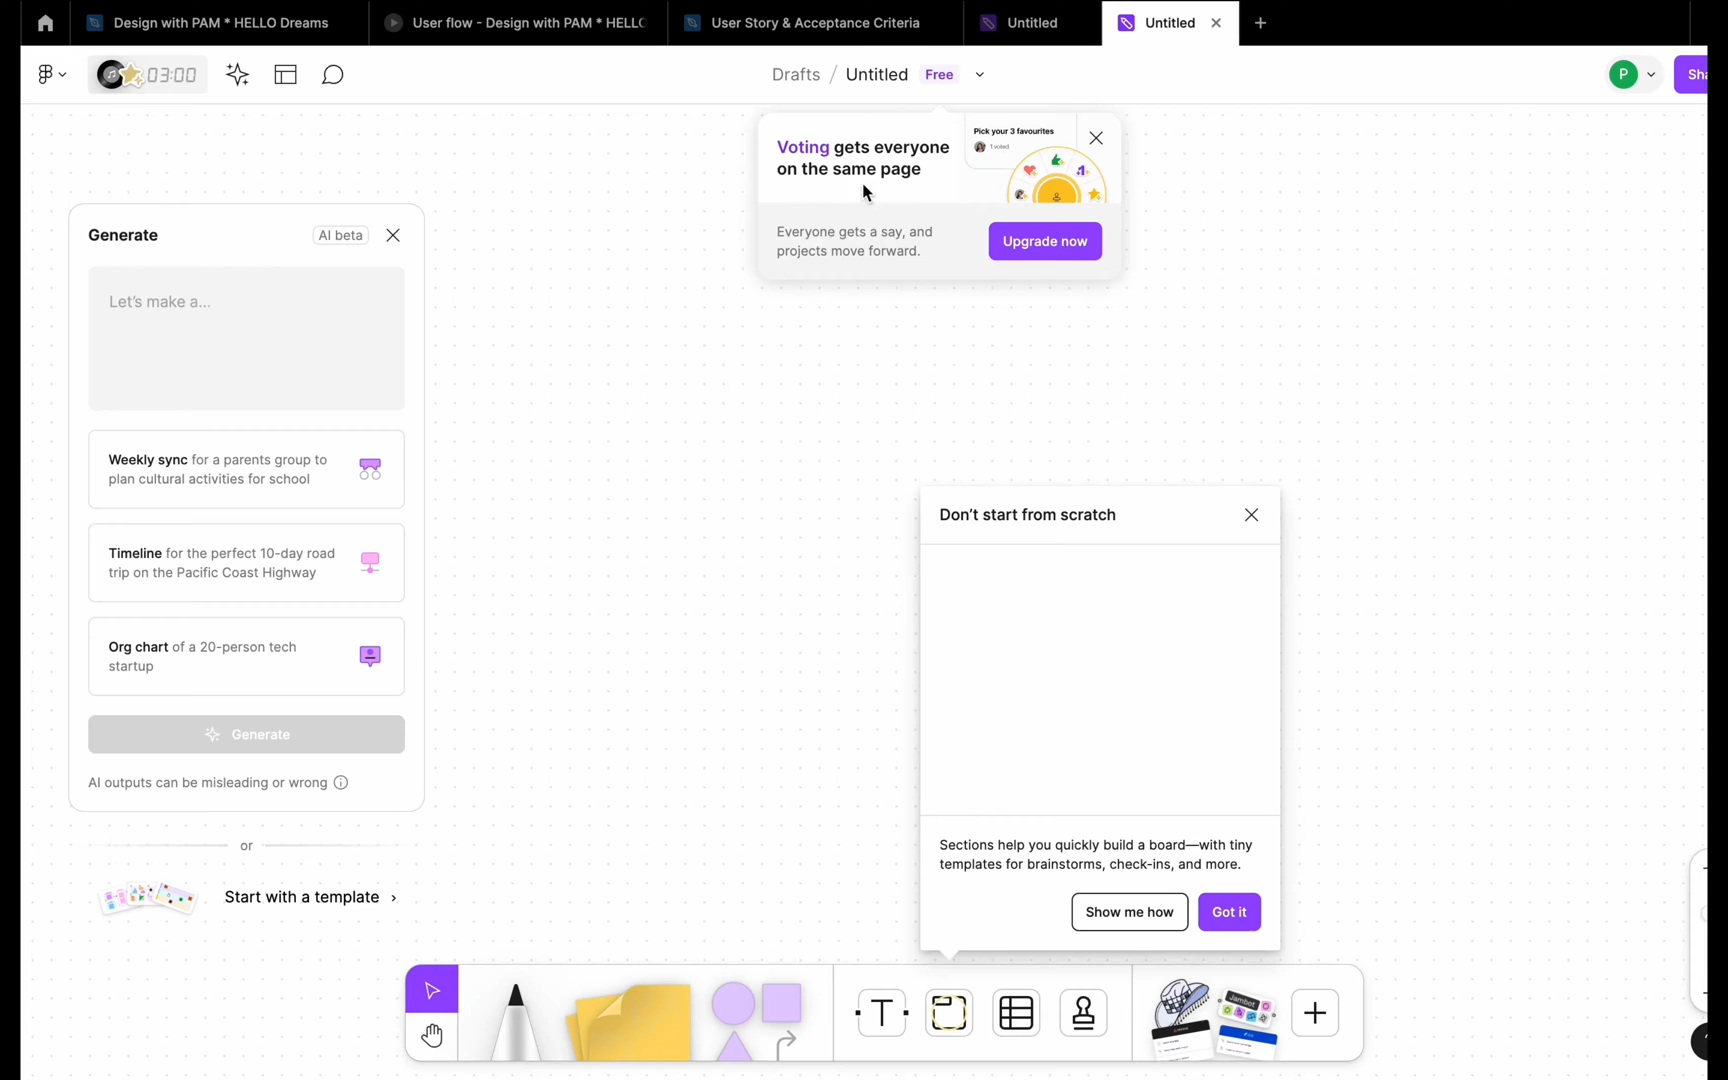 Design with PAM * HELLO Dreams
User flow - Design with PAM * HELLC
User Story & Acceptance Criteria
Untitled
Untitled
03:00
Drafts / Untitled Free
P
Sha
Voting gets everyone
on the same page
Pick your 3 favourites
1 voted
Everyone gets a say, and
projects move forward.
Upgrade now
Generate
AI beta
Let's make a...
Weekly sync for a parents group to
plan cultural activities for school
Timeline for the perfect 10-day road
trip on the Pacific Coast Highway
Org chart of a 20-person tech
startup
Generate
AI outputs can be misleading or wrong
or
Start with a template
Don't start from scratch
Sections help you quickly build a board—with tiny
templates for brainstorms, check-ins, and more.
Show me how
Got it
T
Jambot